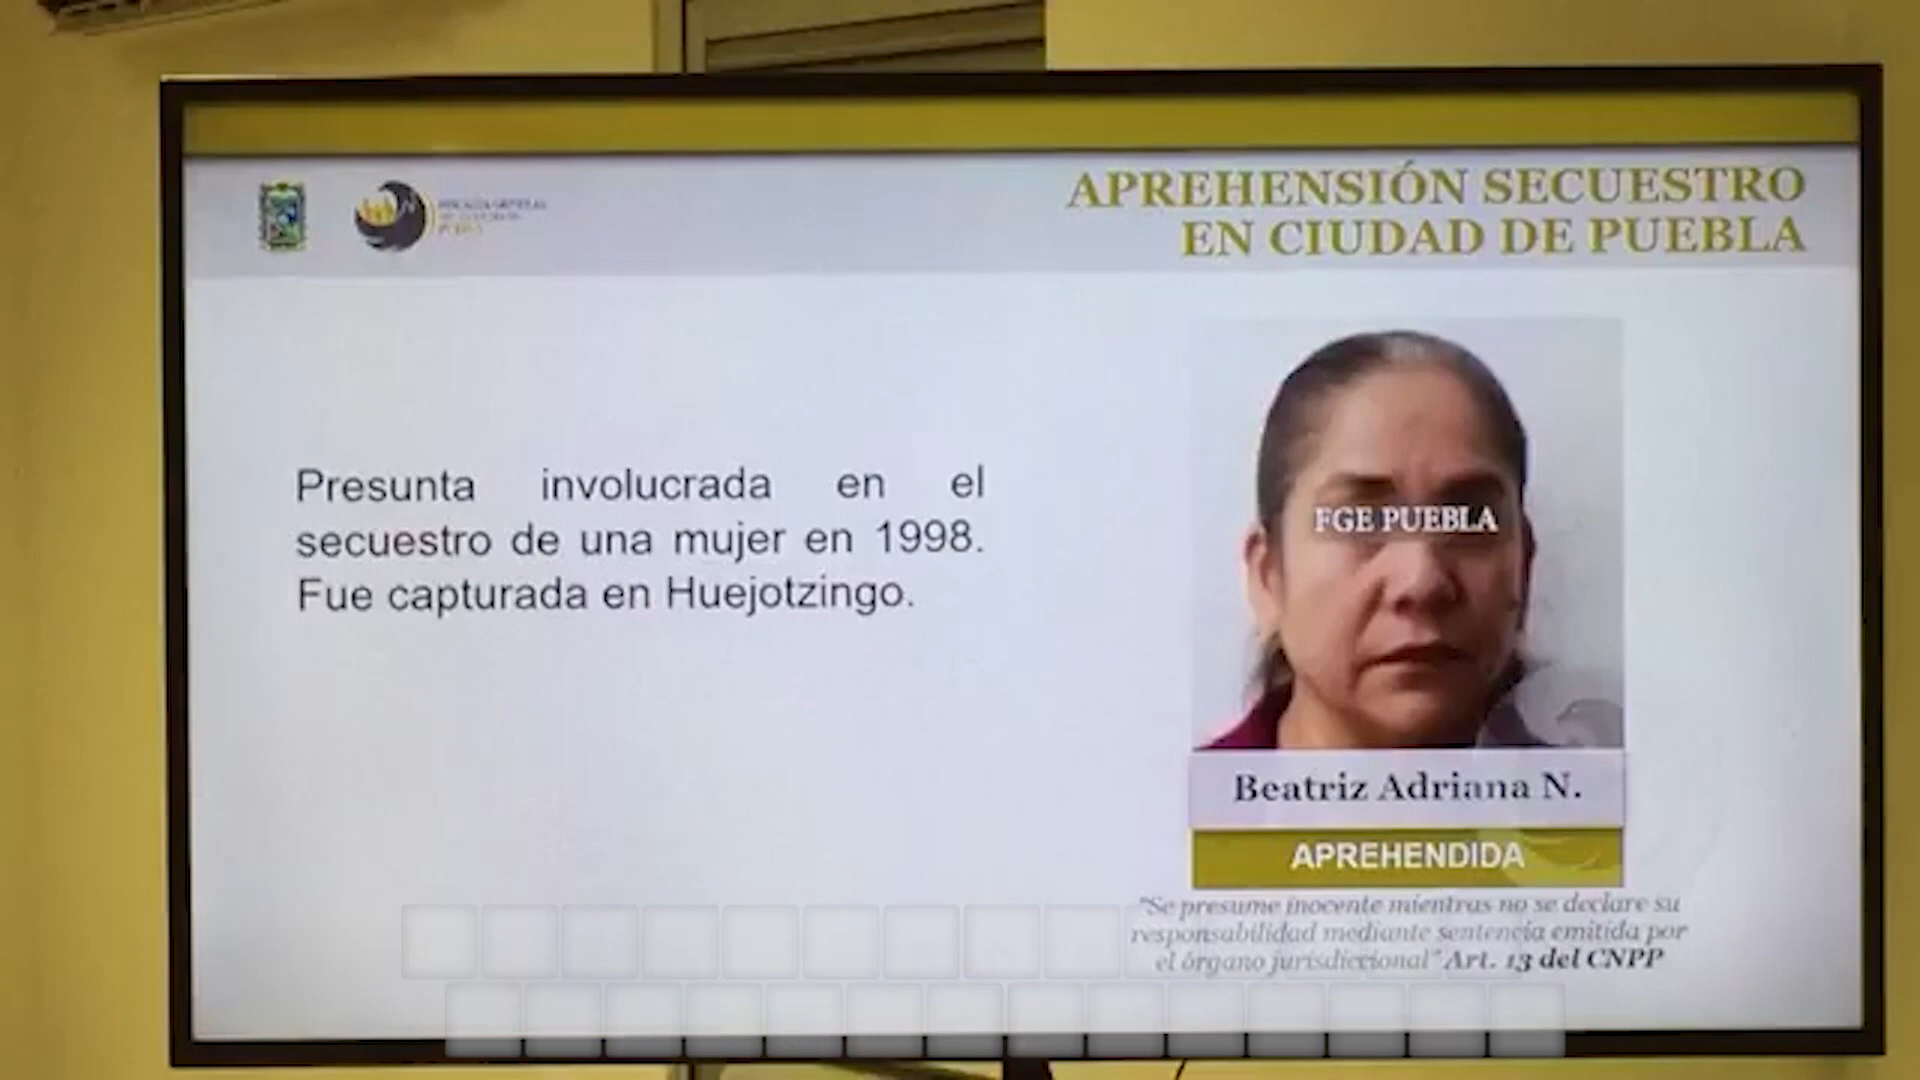 APREHENSIÓN SECUESTRO
EN CIUDAD DE PUEBLA
PUEBLA
Presunta involucrada en el
secuestro de una mujer en 1998.
Fue capturada en Huejotzingo.
FGE PUEBLA
Beatriz Adriana N.
APREHENDIDA
"Se presume inocente mientras no se declare su
responsabilidad mediante sentencia emitida por
el órgano jurisdiccional" Art. 13 del CNPP